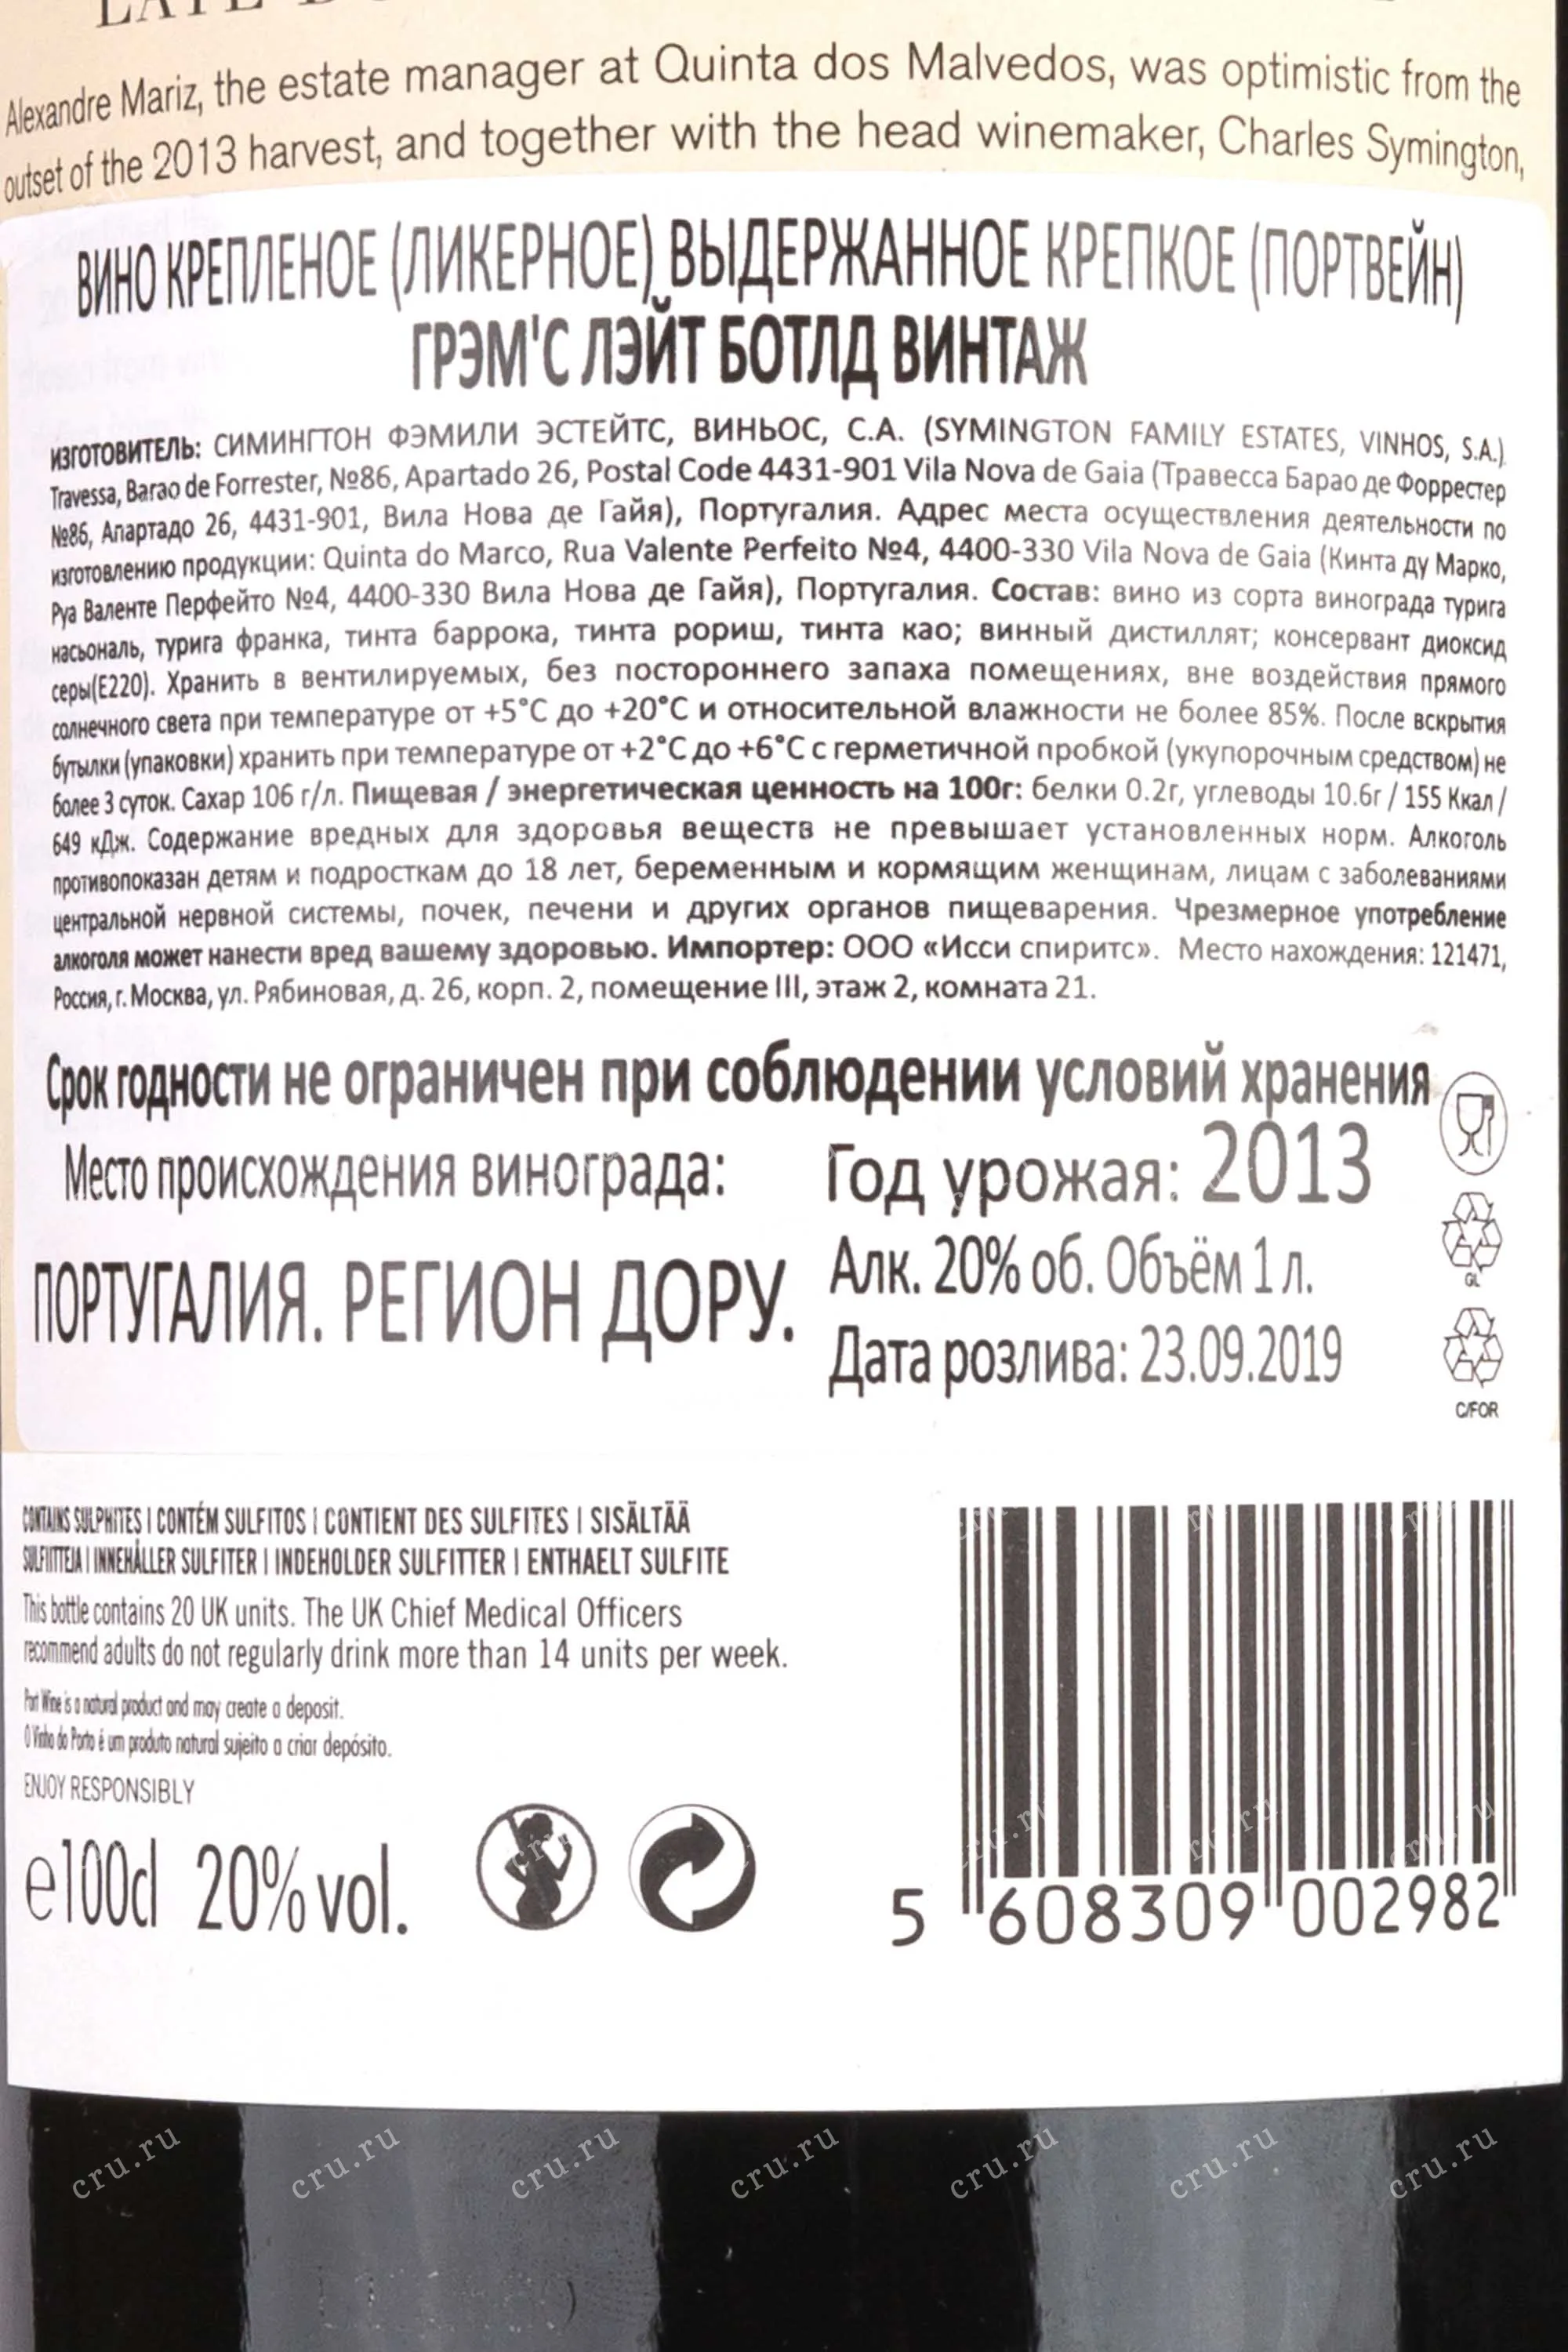 Alexandre Mariz, the estate manager at Quinta dos Malvedos, was optimistic from the
outset of the 2013 harvest, and together with the head winemaker, Charles Symington,
ВИНО КРЕПЛЕНОЕ (ЛИКЕРНОЕ) ВЫДЕРЖАННОЕ КРЕПКОЕ (ПОРТВЕЙН)
ГРЭМ'С ЛЭЙТ БОТЛД ВИНТАЖ
ИЗГОТОВИТЕЛЬ: СИМИНГТОН ФЭМИЛИ ЭСТЕЙТС, ВИНЬОС, С.А. (SYMINGTON FAMILY ESTATES, VINHOS, S.A.)
Travessa, Barao de Forrester, №86, Apartado 26, Postal Code 4431-901 Vila Nova de Gaia (Травесса Барао де Форрестер
№86, Апартадо 26, 4431-901, Вила Нова де Гайя), Португалия. Адрес места осуществления деятельности по
изготовлению продукции: Quinta do Marco, Rua Valente Perfeito №4, 4400-330 Vila Nova de Gaia (Кинта ду Марко,
Руа Валенте Перфейто №4, 4400-330 Вила Нова де Гайя), Португалия. Состав: вино из сорта винограда турига
насьональ, турига франка, тинта баррока, тинта рориш, тинта као; винный дистиллят; консервант диоксид
серы(Е220). Хранить в вентилируемых, без постороннего запаха помещениях, вне воздействия прямого
солнечного света при температуре от +5°С до +20°С и относительной влажности не более 85%. После вскрытия
бутылки (упаковки) хранить при температуре от +2°С до +6°С с герметичной пробкой (укупорочным средством) не
более 3 суток. Сахар 106 г/л. Пищевая / энергетическая ценность на 100г: белки 0.2г, углеводы 10.6г / 155 Ккал /
649 кДж. Содержание вредных для здоровья веществ не превышает установленных норм. Алкоголь
противопоказан детям и подросткам до 18 лет, беременным и кормящим женщинам, лицам с заболеваниями
центральной нервной системы, почек, печени и других органов пищеварения. Чрезмерное употребление
алкоголя может нанести вред вашему здоровью. Импортер: ООО «Исси спиритс». Место нахождения: 121471,
Россия, г. Москва, ул. Рябиновая, д. 26, корп. 2, помещение III, этаж 2, комната 21.
Срок годности не ограничен при соблюдении условий хранения
Место происхождения винограда:
ПОРТУГАЛИЯ. РЕГИОН ДОРУ.
Год урожая: 2013
Алк. 20% об. Объём 1 л.
Дата розлива: 23.09.2019
GL
C/FOR
CONTAINS SULPHITES | CONTÉM SULFITOS | CONTIENT DES SULFITES | SISÄLTÄÄ
SULFIITTEJA | INNEHÅLLER SULFITER | INDEHOLDER SULFITTER | ENTHAELT SULFITE
This bottle contains 20 UK units. The UK Chief Medical Officers
recommend adults do not regularly drink more than 14 units per week.
Port Wine is a natural product and may create a deposit.
O Vinho do Porto é um produto natural sujeito a criar depósito.
ENJOY RESPONSIBLY
e100cl 20% vol.
5 608309 002982
cru.ru cru.ru cru.ru cru.ru cru.ru cru.ru cru.ru